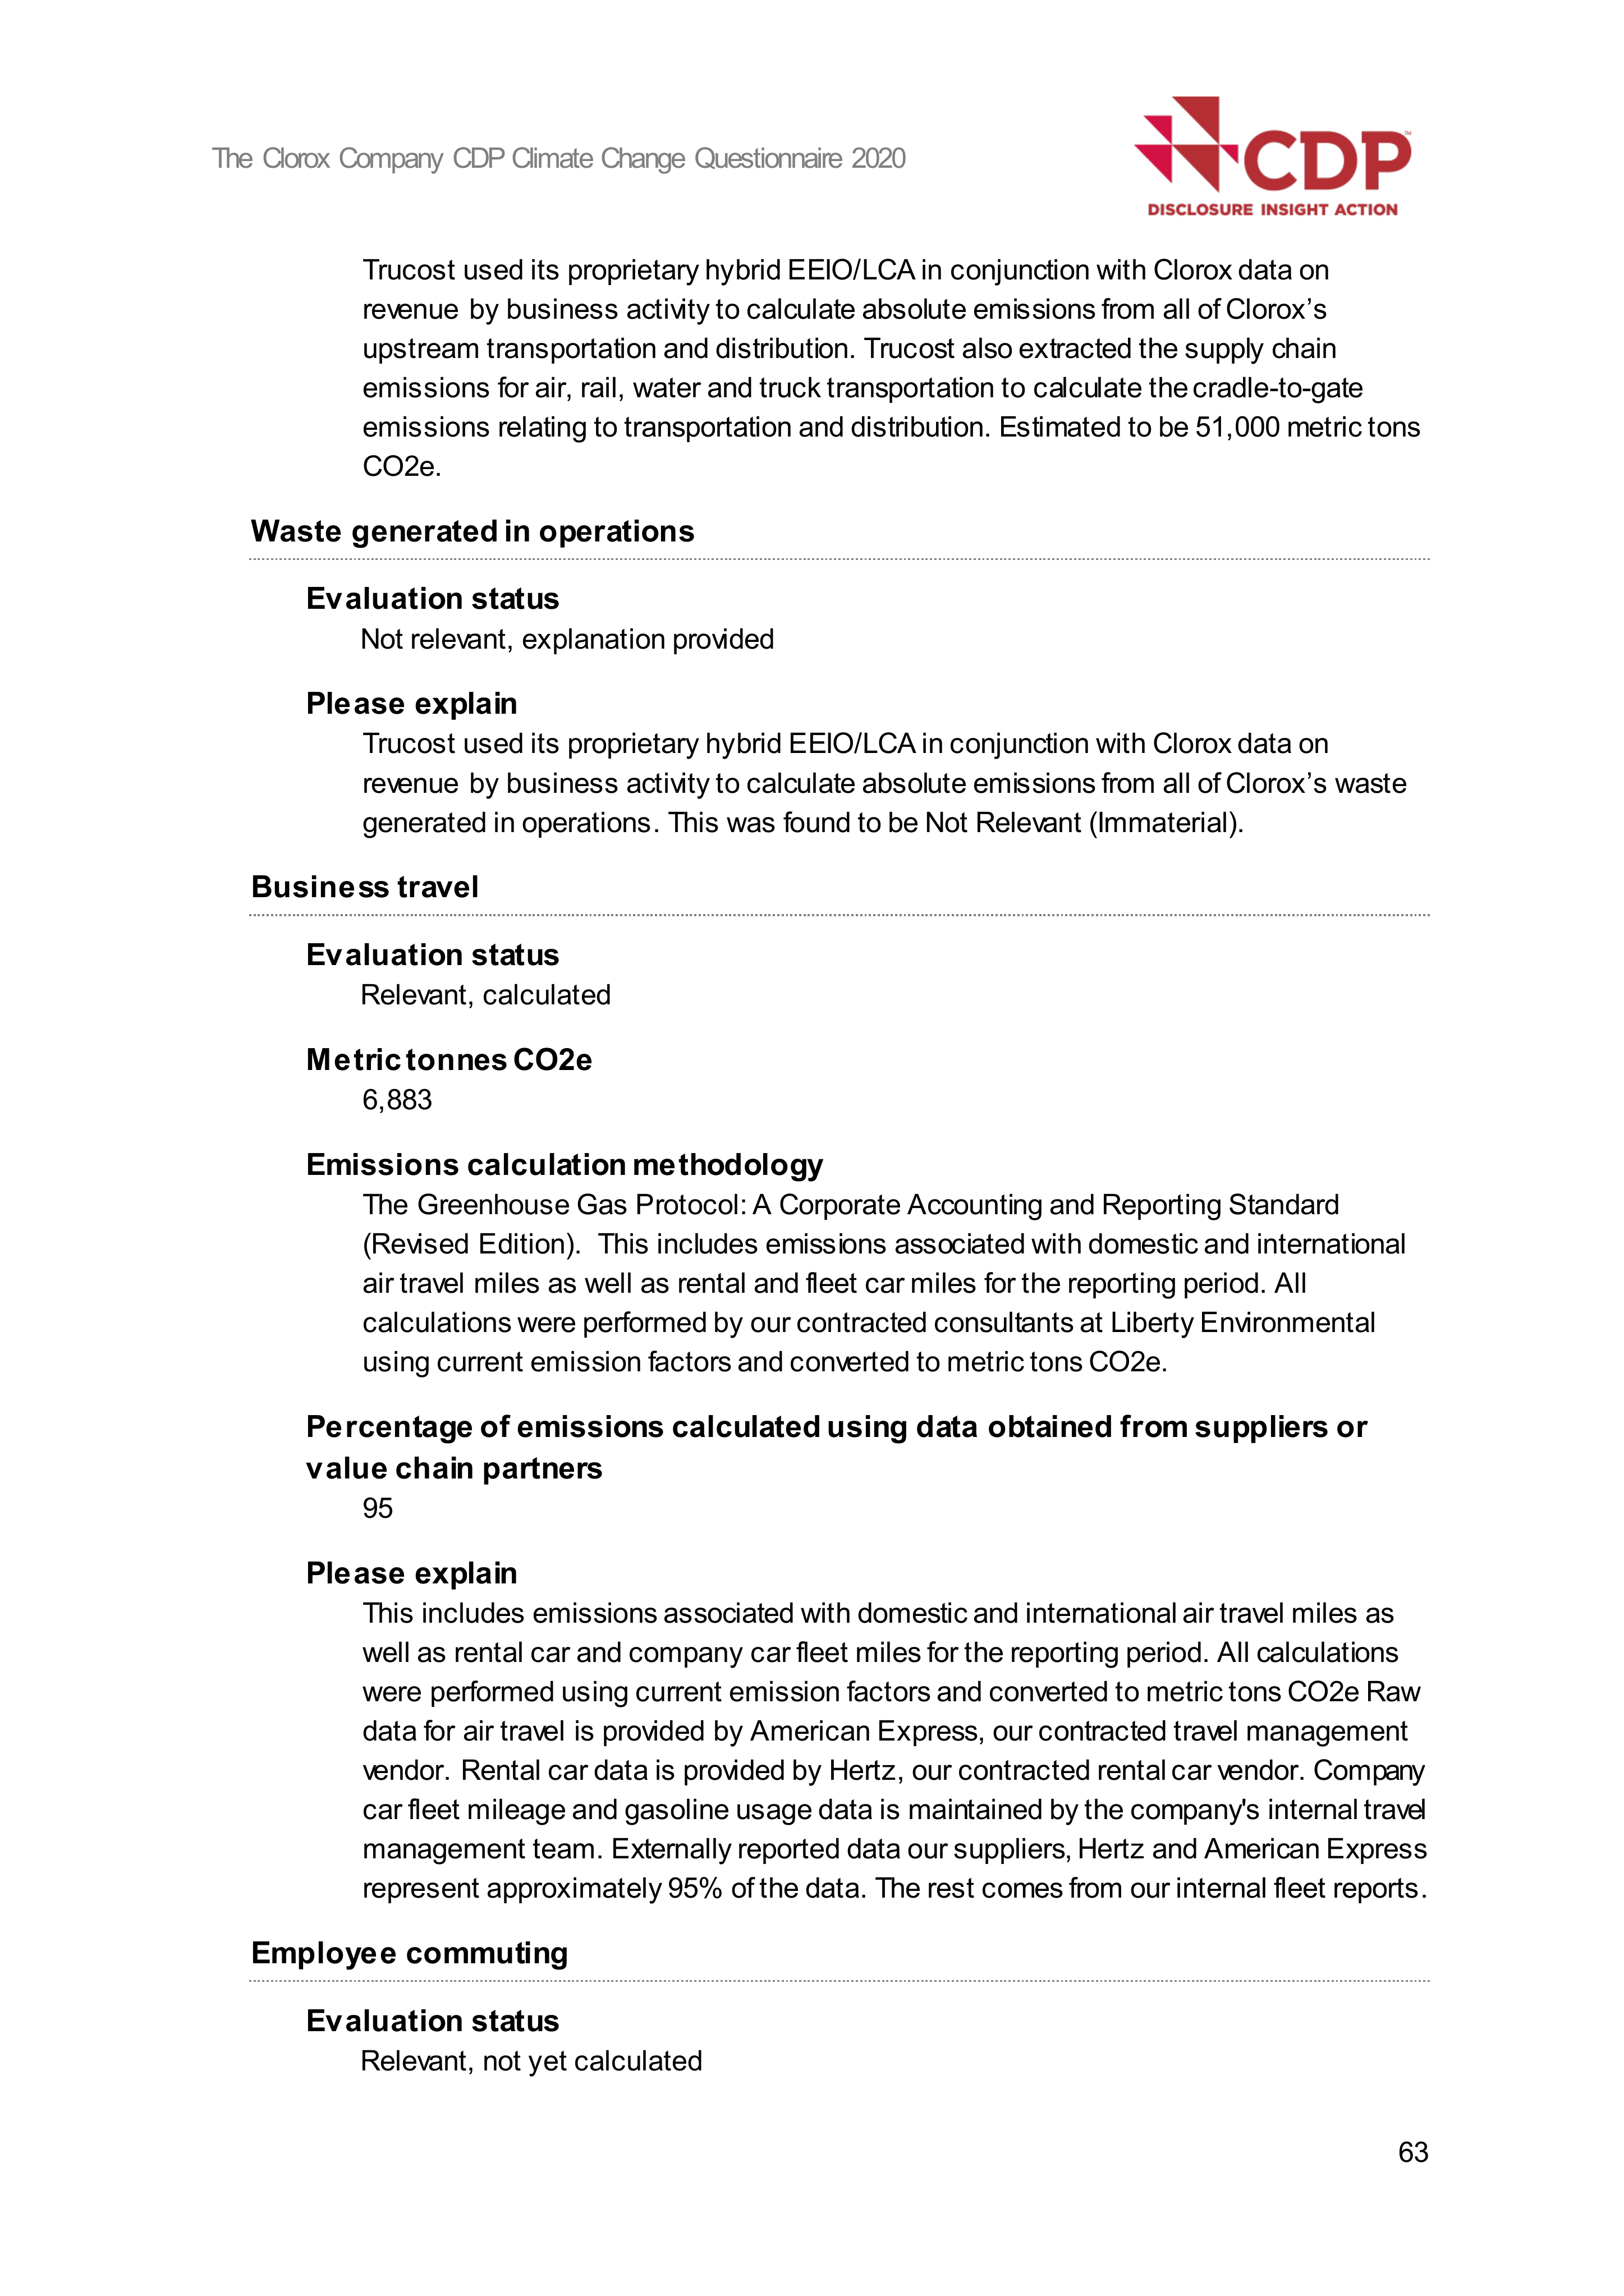 The Clorox Company CDP Climate Change Questionnaire 2020
CDP™
DISCLOSURE INSIGHT ACTION
Trucost used its proprietary hybrid EEIO/LCA in conjunction with Clorox data on
revenue by business activity to calculate absolute emissions from all of Clorox’s
upstream transportation and distribution. Trucost also extracted the supply chain
emissions for air, rail, water and truck transportation to calculate the cradle-to-gate
emissions relating to transportation and distribution. Estimated to be 51,000 metric tons
CO2e.
Waste generated in operations
Evaluation status
Not relevant, explanation provided
Please explain
Trucost used its proprietary hybrid EEIO/LCA in conjunction with Clorox data on
revenue by business activity to calculate absolute emissions from all of Clorox’s waste
generated in operations. This was found to be Not Relevant (Immaterial).
Business travel
Evaluation status
Relevant, calculated
Metric tonnes CO2e
6,883
Emissions calculation methodology
The Greenhouse Gas Protocol: A Corporate Accounting and Reporting Standard
(Revised Edition). This includes emissions associated with domestic and international
air travel miles as well as rental and fleet car miles for the reporting period. All
calculations were performed by our contracted consultants at Liberty Environmental
using current emission factors and converted to metric tons CO2e.
Percentage of emissions calculated using data obtained from suppliers or
value chain partners
95
Please explain
This includes emissions associated with domestic and international air travel miles as
well as rental car and company car fleet miles for the reporting period. All calculations
were performed using current emission factors and converted to metric tons CO2e Raw
data for air travel is provided by American Express, our contracted travel management
vendor. Rental car data is provided by Hertz, our contracted rental car vendor. Company
car fleet mileage and gasoline usage data is maintained by the company's internal travel
management team. Externally reported data our suppliers, Hertz and American Express
represent approximately 95% of the data. The rest comes from our internal fleet reports.
Employee commuting
Evaluation status
Relevant, not yet calculated
63